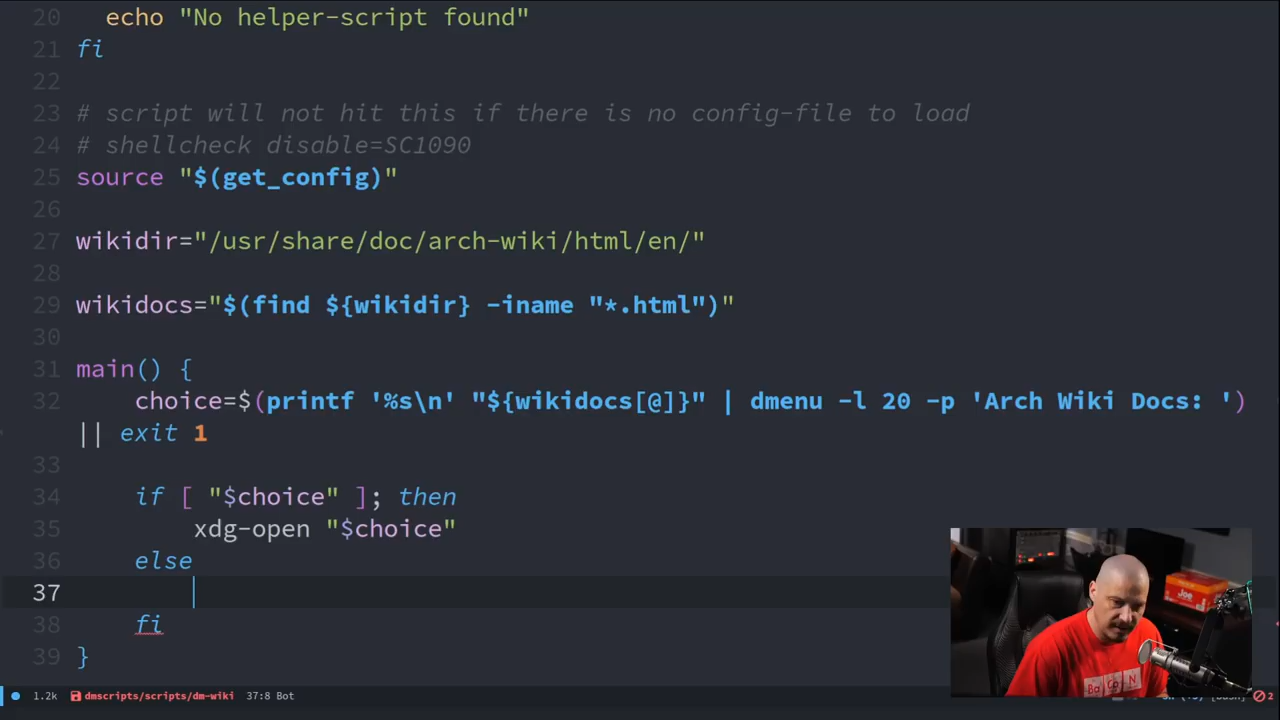 20   echo "No helper-script found"
21 fi
22
23 # script will not hit this if there is no config-file to load
24 # shellcheck disable=SC1090
25 source "$(get_config)"
26
27 wikidir="/usr/share/doc/arch-wiki/html/en/"
28
29 wikidocs="$(find ${wikidir} -iname "*.html")"
30
31 main() {
32     choice=$(printf '%s\n' "${wikidocs[@]}" | dmenu -l 20 -p 'Arch Wiki Docs: ')
|| exit 1
33
34     if [ "$choice" ]; then
35         xdg-open "$choice"
36     else
37
38     fi
39 }
Joe
BaCoN
1.2k dmscripts/scripts/dm-wiki 37:8 Bot 2